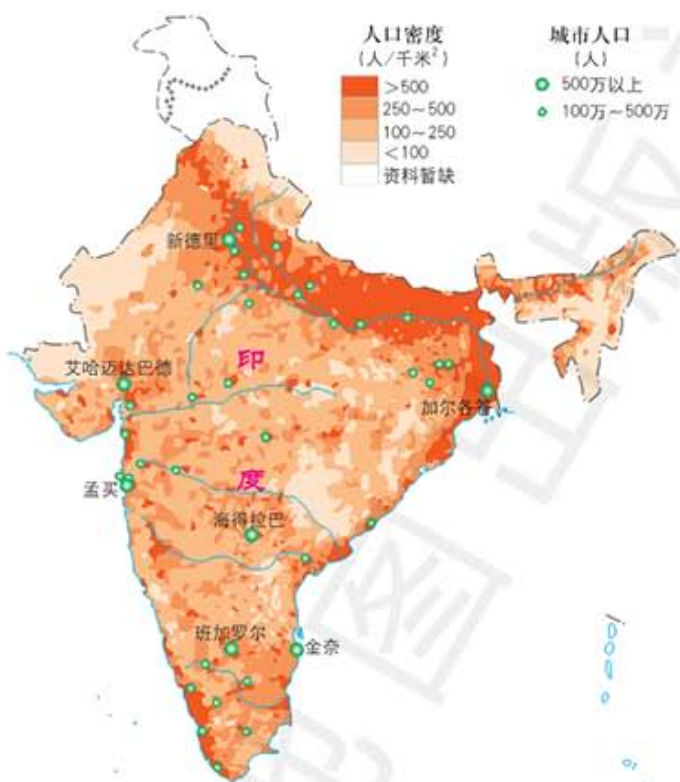 人口密度
(人/千米²)
>500
250~500
100~250
<100
资料暂缺
城市人口
(人)
500万以上
100万~500万
新德里
艾哈迈达巴德
印
加尔各答
孟买
度
海得拉巴
班加罗尔
金奈